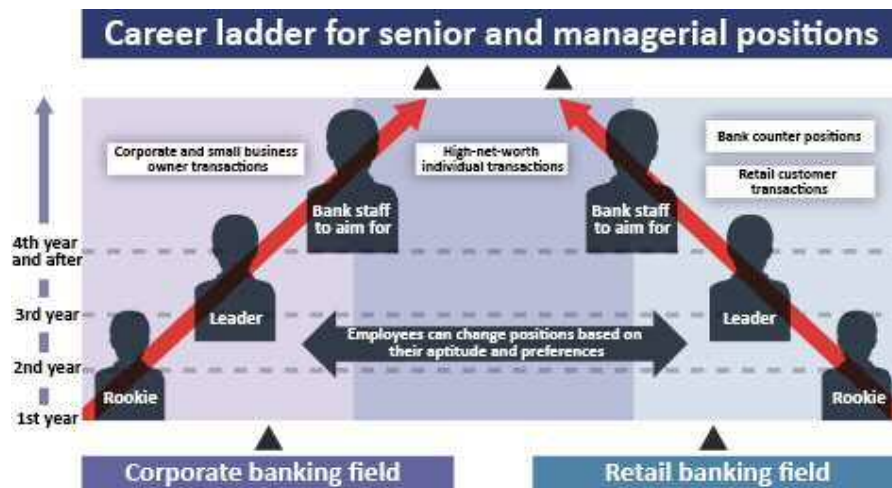 Career ladder for senior and managerial positions
Corporate and small business
owner transactions
High-net-worth
individual transactions
Bank counter positions
Retail customer
transactions
Bank staff
to aim for
Bank staff
to aim for
4th year
and after
Leader
Leader
3rd year
Employees can change positions based on
their aptitude and preferences
2nd year
Rookie
Rookie
1st year
Corporate banking field
Retail banking field